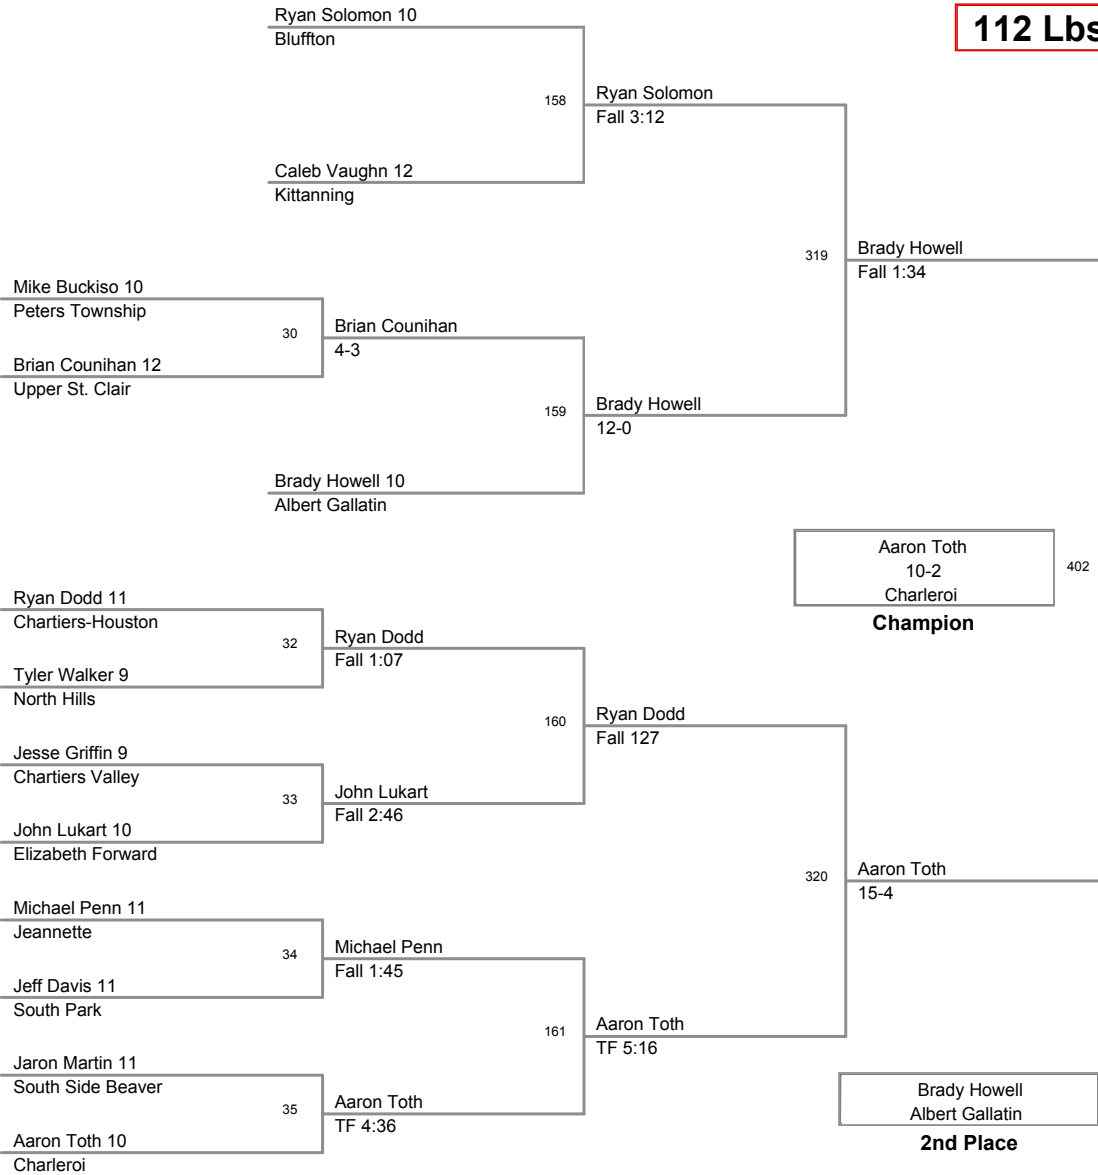 Ryan Solomon 10
Bluffton
112 Lbs
158
Ryan Solomon
Fall 3:12
Caleb Vaughn 12
Kittanning
319
Brady Howell
Fall 1:34
Mike Buckiso 10
Peters Township
30
Brian Counihan
4-3
Brian Counihan 12
Upper St. Clair
159
Brady Howell
12-0
Brady Howell 10
Albert Gallatin
Aaron Toth
10-2
Charleroi
402
Champion
Ryan Dodd 11
Chartiers-Houston
32
Ryan Dodd
Fall 1:07
Tyler Walker 9
North Hills
160
Ryan Dodd
Fall 127
Jesse Griffin 9
Chartiers Valley
33
John Lukart
Fall 2:46
John Lukart 10
Elizabeth Forward
320
Aaron Toth
15-4
Michael Penn 11
Jeannette
34
Michael Penn
Fall 1:45
Jeff Davis 11
South Park
161
Aaron Toth
TF 5:16
Jaron Martin 11
South Side Beaver
35
Aaron Toth
TF 4:36
Aaron Toth 10
Charleroi
Brady Howell
Albert Gallatin
2nd Place